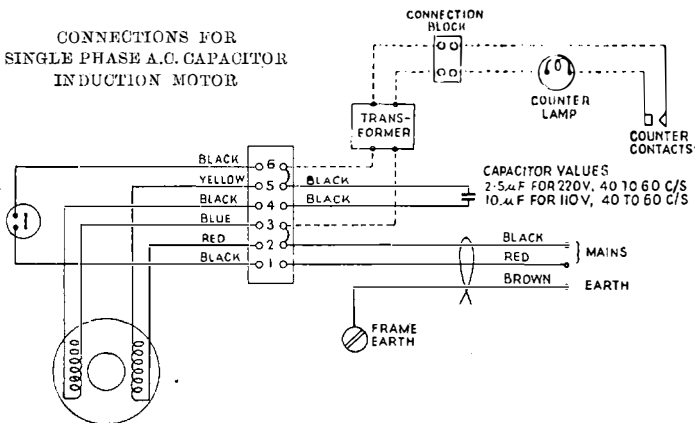 CONNECTIONS FOR
SINGLE PHASE A.C. CAPACITOR
INDUCTION MOTOR
CONNECTION
BLOCK
TRANS-
FORMER
COUNTER
LAMP
COUNTER
CONTACTS
CAPACITOR VALUES
2·5µF FOR 220V, 40 TO 60 C/S
10µF FOR 110V, 40 TO 60 C/S
BLACK 6
YELLOW 5 BLACK
BLACK 4 BLACK
BLUE 3
RED 2 BLACK
BLACK 1 RED
MAINS
BROWN EARTH
FRAME
EARTH